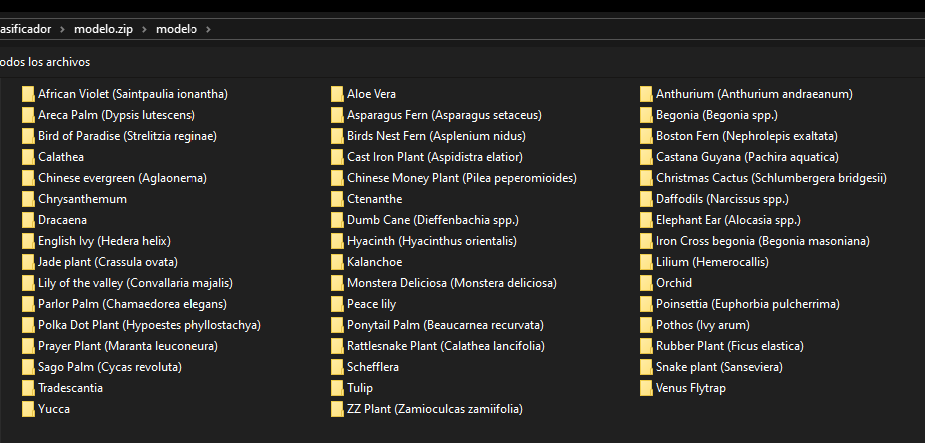 asificador > modelo.zip > modelo >
odos los archivos
African Violet (Saintpaulia ionantha)
Aloe Vera
Anthurium (Anthurium andraeanum)
Areca Palm (Dypsis lutescens)
Asparagus Fern (Asparagus setaceus)
Begonia (Begonia spp.)
Bird of Paradise (Strelitzia reginae)
Birds Nest Fern (Asplenium nidus)
Boston Fern (Nephrolepis exaltata)
Calathea
Cast Iron Plant (Aspidistra elatior)
Castana Guyana (Pachira aquatica)
Chinese evergreen (Aglaonema)
Chinese Money Plant (Pilea peperomioides)
Christmas Cactus (Schlumbergera bridgesii)
Chrysanthemum
Ctenanthe
Daffodils (Narcissus spp.)
Dracaena
Dumb Cane (Dieffenbachia spp.)
Elephant Ear (Alocasia spp.)
English Ivy (Hedera helix)
Hyacinth (Hyacinthus orientalis)
Iron Cross begonia (Begonia masoniana)
Jade plant (Crassula ovata)
Kalanchoe
Lilium (Hemerocallis)
Lily of the valley (Convallaria majalis)
Monstera Deliciosa (Monstera deliciosa)
Orchid
Parlor Palm (Chamaedorea elegans)
Peace lily
Poinsettia (Euphorbia pulcherrima)
Polka Dot Plant (Hypoestes phyllostachya)
Ponytail Palm (Beaucarnea recurvata)
Pothos (Ivy arum)
Prayer Plant (Maranta leuconeura)
Rattlesnake Plant (Calathea lancifolia)
Rubber Plant (Ficus elastica)
Sago Palm (Cycas revoluta)
Schefflera
Snake plant (Sanseviera)
Tradescantia
Tulip
Venus Flytrap
Yucca
ZZ Plant (Zamioculcas zamiifolia)